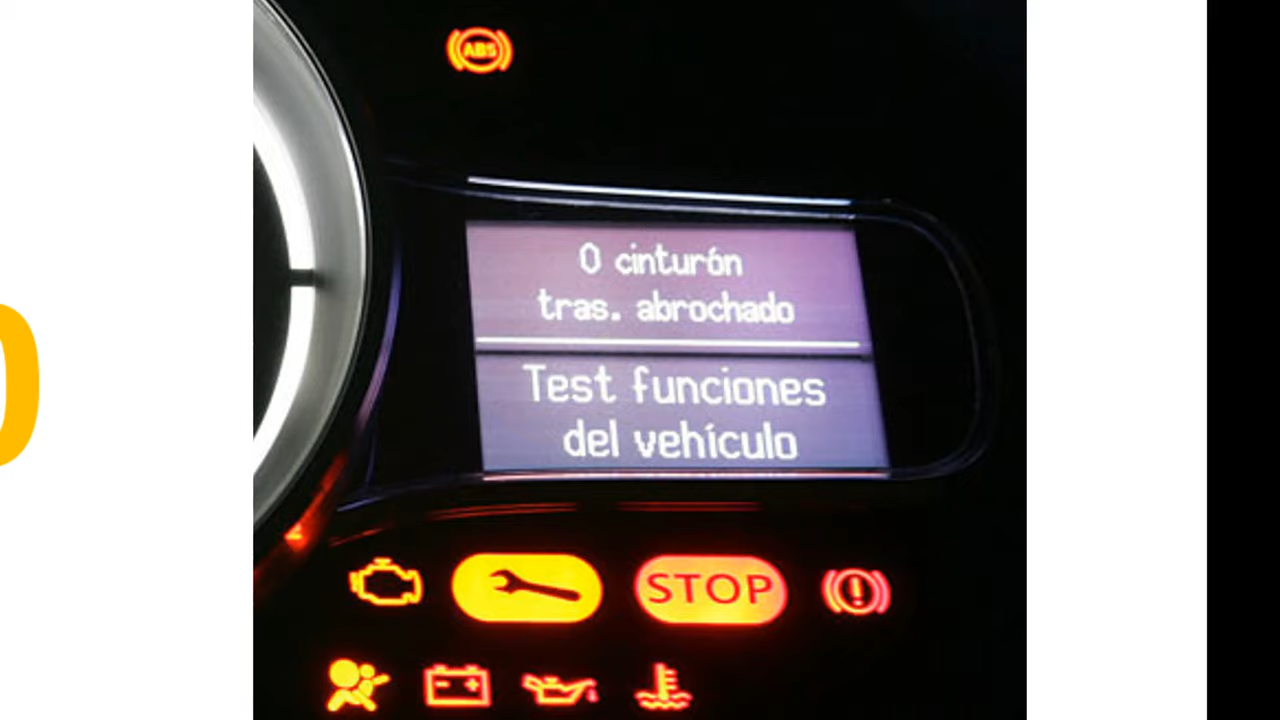 ABS
0 cinturón
tras. abrochado
Test funciones
del vehículo
STOP